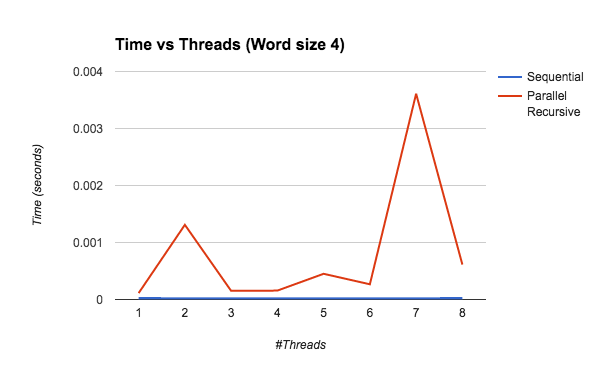 Time vs Threads (Word size 4)
0.004
0.003
0.002
0.001
0
Time (seconds)
1 2 3 4 5 6 7 8
#Threads
Sequential
Parallel
Recursive